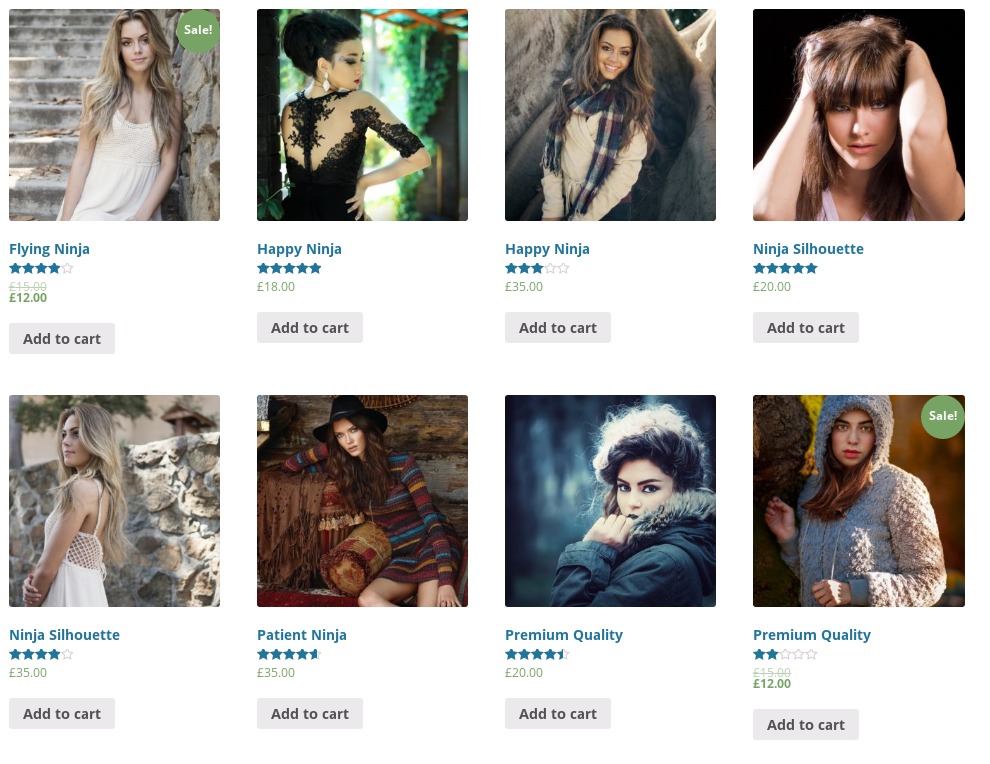 Sale!
Flying Ninja
£15.00
£12.00
Add to cart
Happy Ninja
£18.00
Add to cart
Happy Ninja
£35.00
Add to cart
Ninja Silhouette
£20.00
Add to cart
Ninja Silhouette
£35.00
Add to cart
Patient Ninja
£35.00
Add to cart
Premium Quality
£20.00
Add to cart
Sale!
Premium Quality
£15.00
£12.00
Add to cart